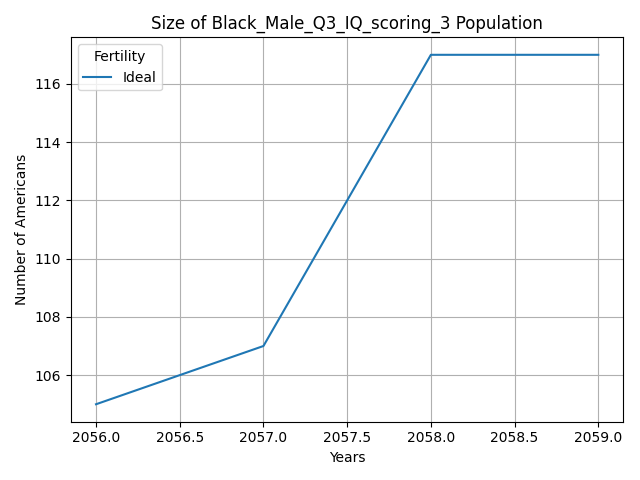 Size of Black_Male_Q3_IQ_scoring_3 Population
Fertility
Ideal
Number of Americans
116
114
112
110
108
106
2056.0 2056.5 2057.0 2057.5 2058.0 2058.5 2059.0
Years